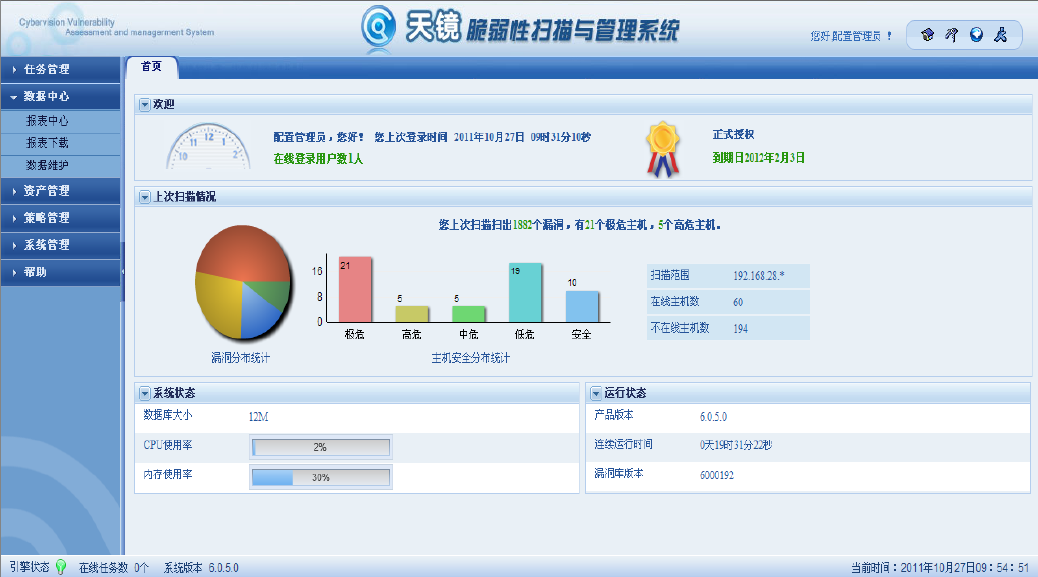 Cybervision Vulnerability
Assessment and management System
天镜 脆弱性扫描与管理系统
您好,配置管理员 !
任务管理
首页
数据中心
报表中心
报表下载
数据维护
资产管理
策略管理
系统管理
帮助
欢迎
12
11 1
10 2
配置管理员,您好! 您上次登录时间 2011年10月27日 09时31分10秒
在线登录用户数1人
正式授权
到期日2012年2月3日
上次扫描情况
您上次扫描扫出1882个漏洞,有21个极危主机,5个高危主机。
16
8
0
21
5
5
19
10
极危 高危 中危 低危 安全
漏洞分布统计
主机安全分布统计
扫描范围 192.168.28.*
在线主机数 60
不在线主机数 194
系统状态
数据库大小 12M
CPU使用率 2%
内存使用率 30%
运行状态
产品版本 6.0.5.0
连续运行时间 0天19时31分22秒
漏洞库版本 6000192
引擎状态 在线任务数 0个 系统版本 6.0.5.0
当前时间:2011年10月27日09:54:51